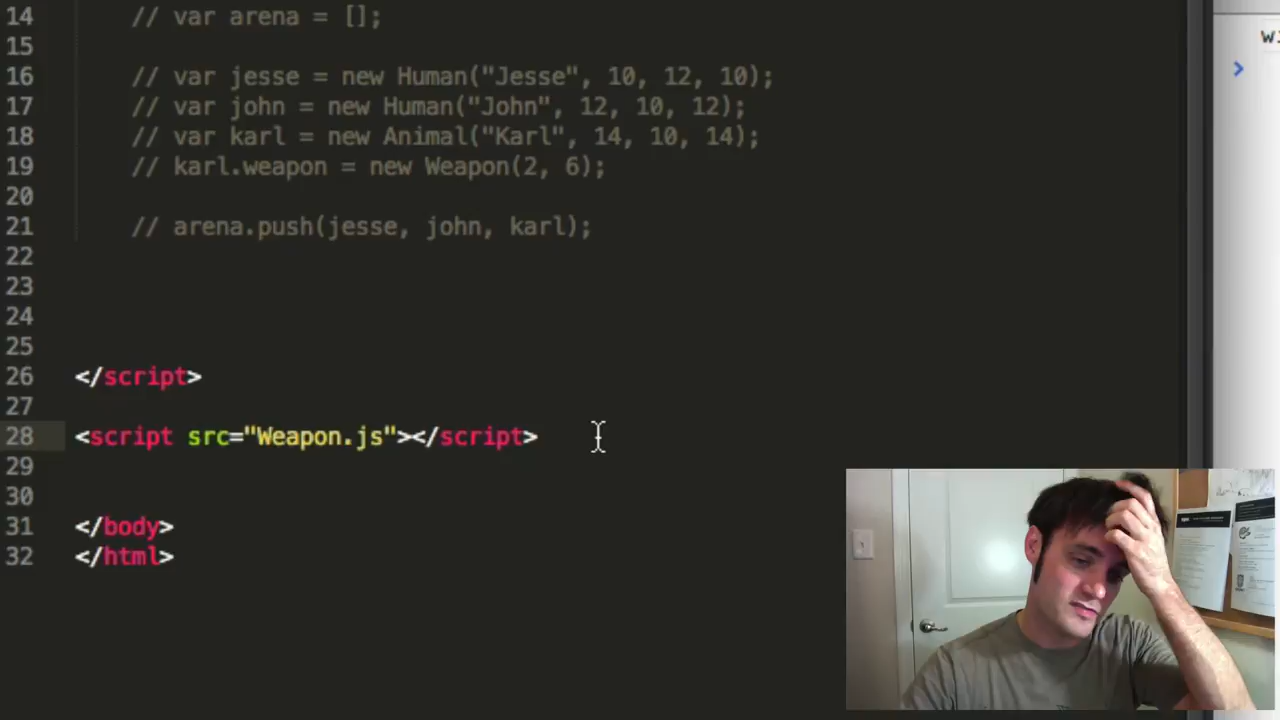 14 // var arena = [];
15
16 // var jesse = new Human("Jesse", 10, 12, 10);
17 // var john = new Human("John", 12, 10, 12);
18 // var karl = new Animal("Karl", 14, 10, 14);
19 // karl.weapon = new Weapon(2, 6);
20
21 // arena.push(jesse, john, karl);
22
23
24
25
26 </script>
27
28 <script src="Weapon.js"></script>
29
30
31 </body>
32 </html>